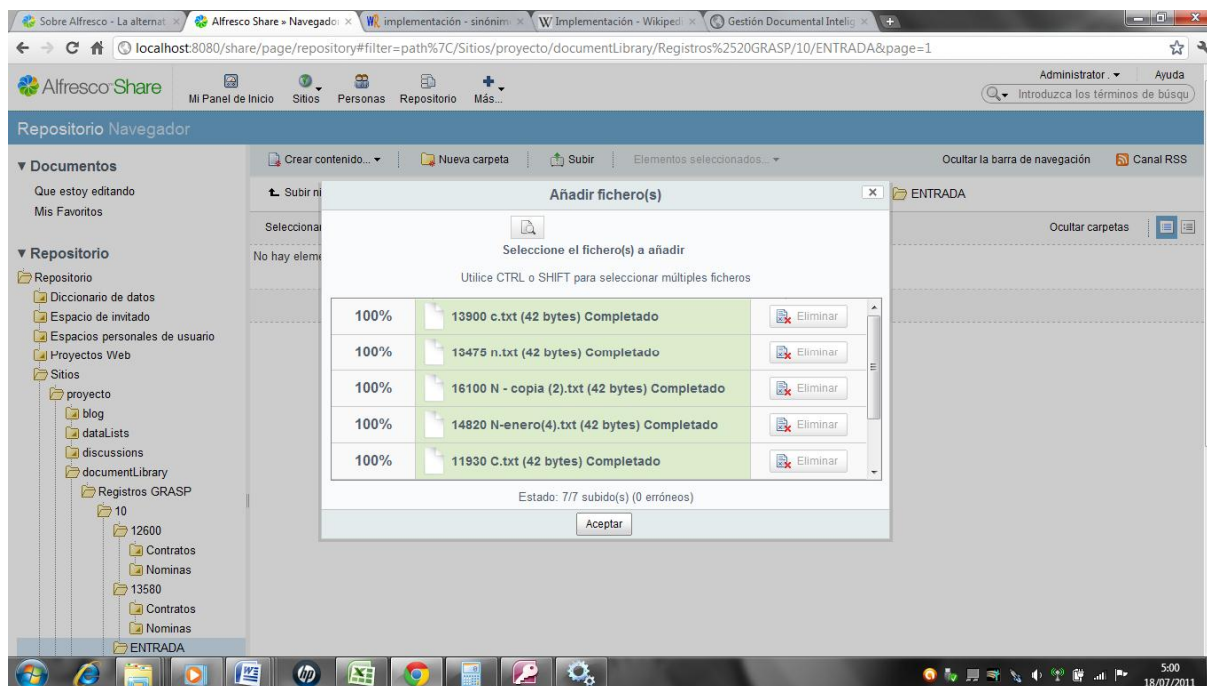 Sobre Alfresco - La alternat
Alfresco Share » Navegador
implementación - sinónim
Implementación - Wikiped
Gestión Documental Intelig
localhost:8080/share/page/repository#filter=path%7C/Sitios/proyecto/documentLibrary/Registros%2520GRASP/10/ENTRADA&page=1
Alfresco Share
Mi Panel de Inicio Sitios Personas Repositorio Más...
Administrator . Ayuda
Introduzca los términos de búsqu
Repositorio Navegador
Documentos
Que estoy editando
Mis Favoritos
Repositorio
Repositorio
Diccionario de datos
Espacio de invitado
Espacios personales de usuario
Proyectos Web
Sitios
proyecto
blog
dataLists
discussions
documentLibrary
Registros GRASP
10
12600
Contratos
Nominas
13580
Contratos
Nominas
ENTRADA
Crear contenido... Nueva carpeta Subir Elementos seleccionados... Ocultar la barra de navegación Canal RSS
Subir ni ENTRADA
Selecciona Ocultar carpetas
No hay eleme
Añadir fichero(s)
Seleccione el fichero(s) a añadir
Utilice CTRL o SHIFT para seleccionar múltiples ficheros
100% 13900 c.txt (42 bytes) Completado Eliminar
100% 13475 n.txt (42 bytes) Completado Eliminar
100% 16100 N - copia (2).txt (42 bytes) Completado Eliminar
100% 14820 N-enero(4).txt (42 bytes) Completado Eliminar
100% 11930 C.txt (42 bytes) Completado Eliminar
Estado: 7/7 subido(s) (0 erróneos)
Aceptar
5:00
18/07/2011